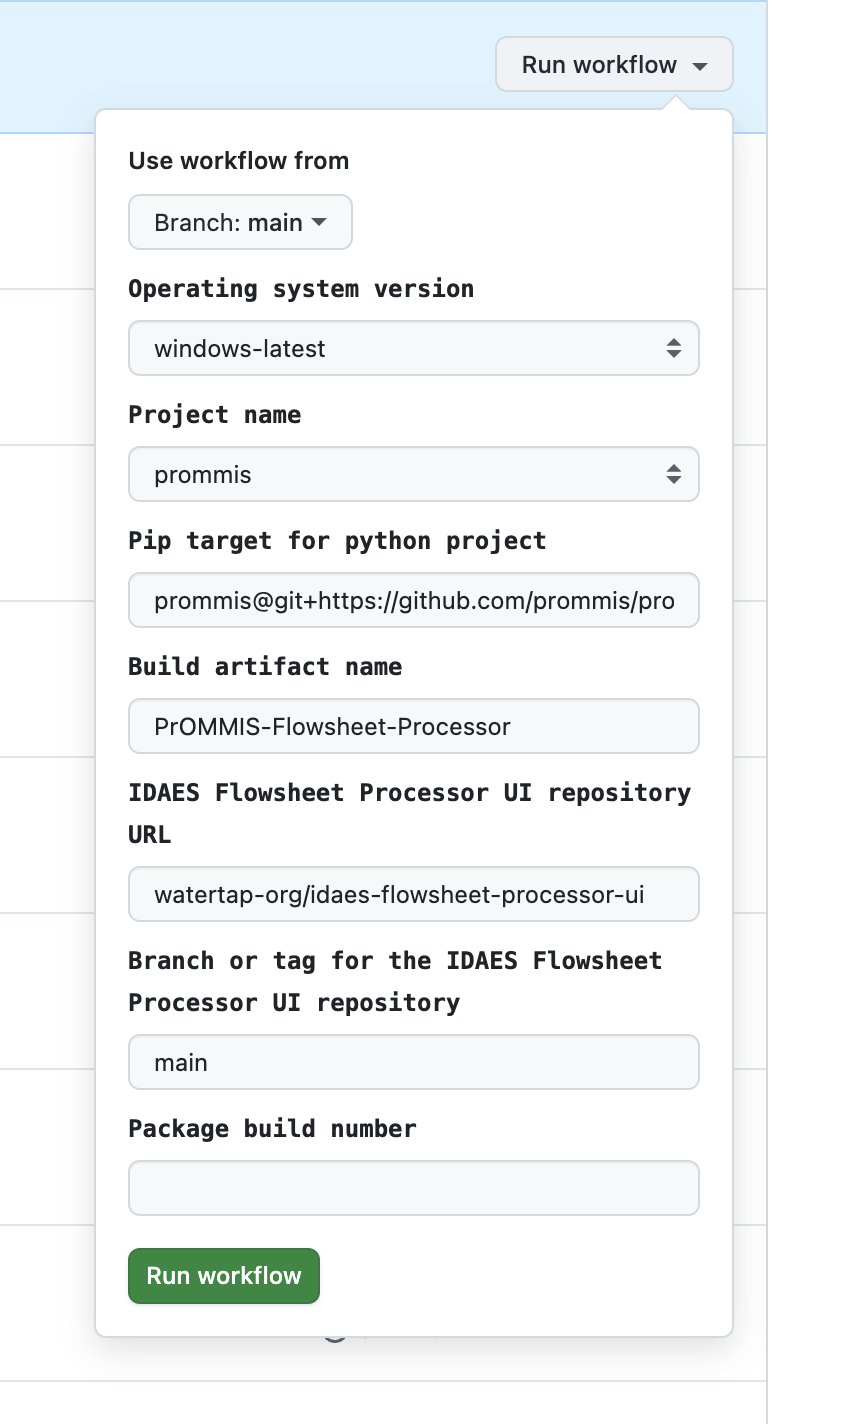 Run workflow
Use workflow from
Branch: main
Operating system version
windows-latest
Project name
prommis
Pip target for python project
prommis@git+https://github.com/prommis/pro
Build artifact name
PrOMMIS-Flowsheet-Processor
IDAES Flowsheet Processor UI repository
URL
watertap-org/idaes-flowsheet-processor-ui
Branch or tag for the IDAES Flowsheet
Processor UI repository
main
Package build number
Run workflow